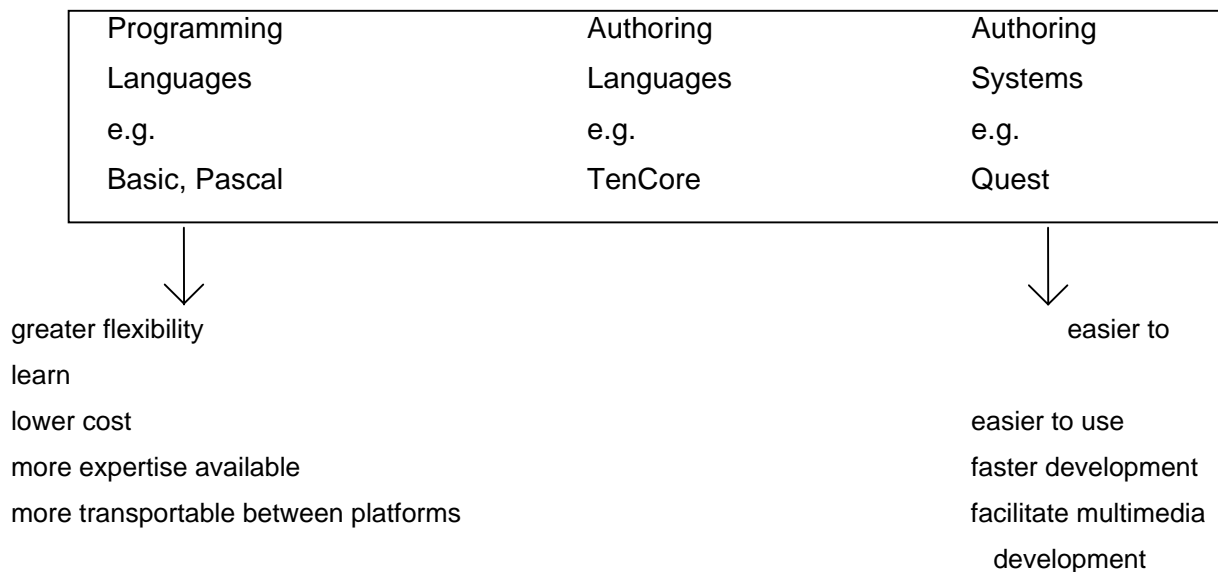 Programming Authoring Authoring
Languages Languages Systems
e.g. e.g. e.g.
Basic, Pascal TenCore Quest
greater flexibility easier to
learn
lower cost easier to use
more expertise available faster development
more transportable between platforms facilitate multimedia
development